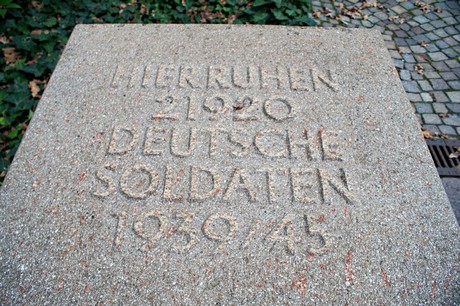 HIER RUHEN
21920
DEUTSCHE
SOLDATEN
1939/45